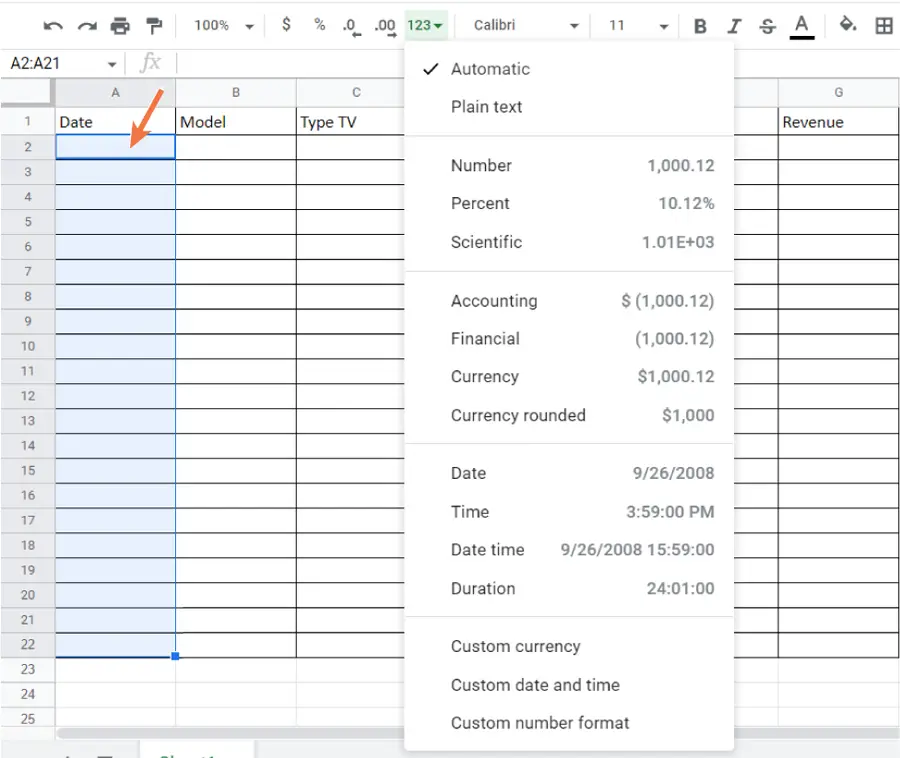 100% $ % .0 .00 123 Calibri 11 B I S A
A2:A21 fx
A B C G
1 Date Model Type TV Revenue
2
3
4
5
6
7
8
9
10
11
12
13
14
15
16
17
18
19
20
21
22
23
24
25
Automatic
Plain text
Number 1,000.12
Percent 10.12%
Scientific 1.01E+03
Accounting $ (1,000.12)
Financial (1,000.12)
Currency $1,000.12
Currency rounded $1,000
Date 9/26/2008
Time 3:59:00 PM
Date time 9/26/2008 15:59:00
Duration 24:01:00
Custom currency
Custom date and time
Custom number format